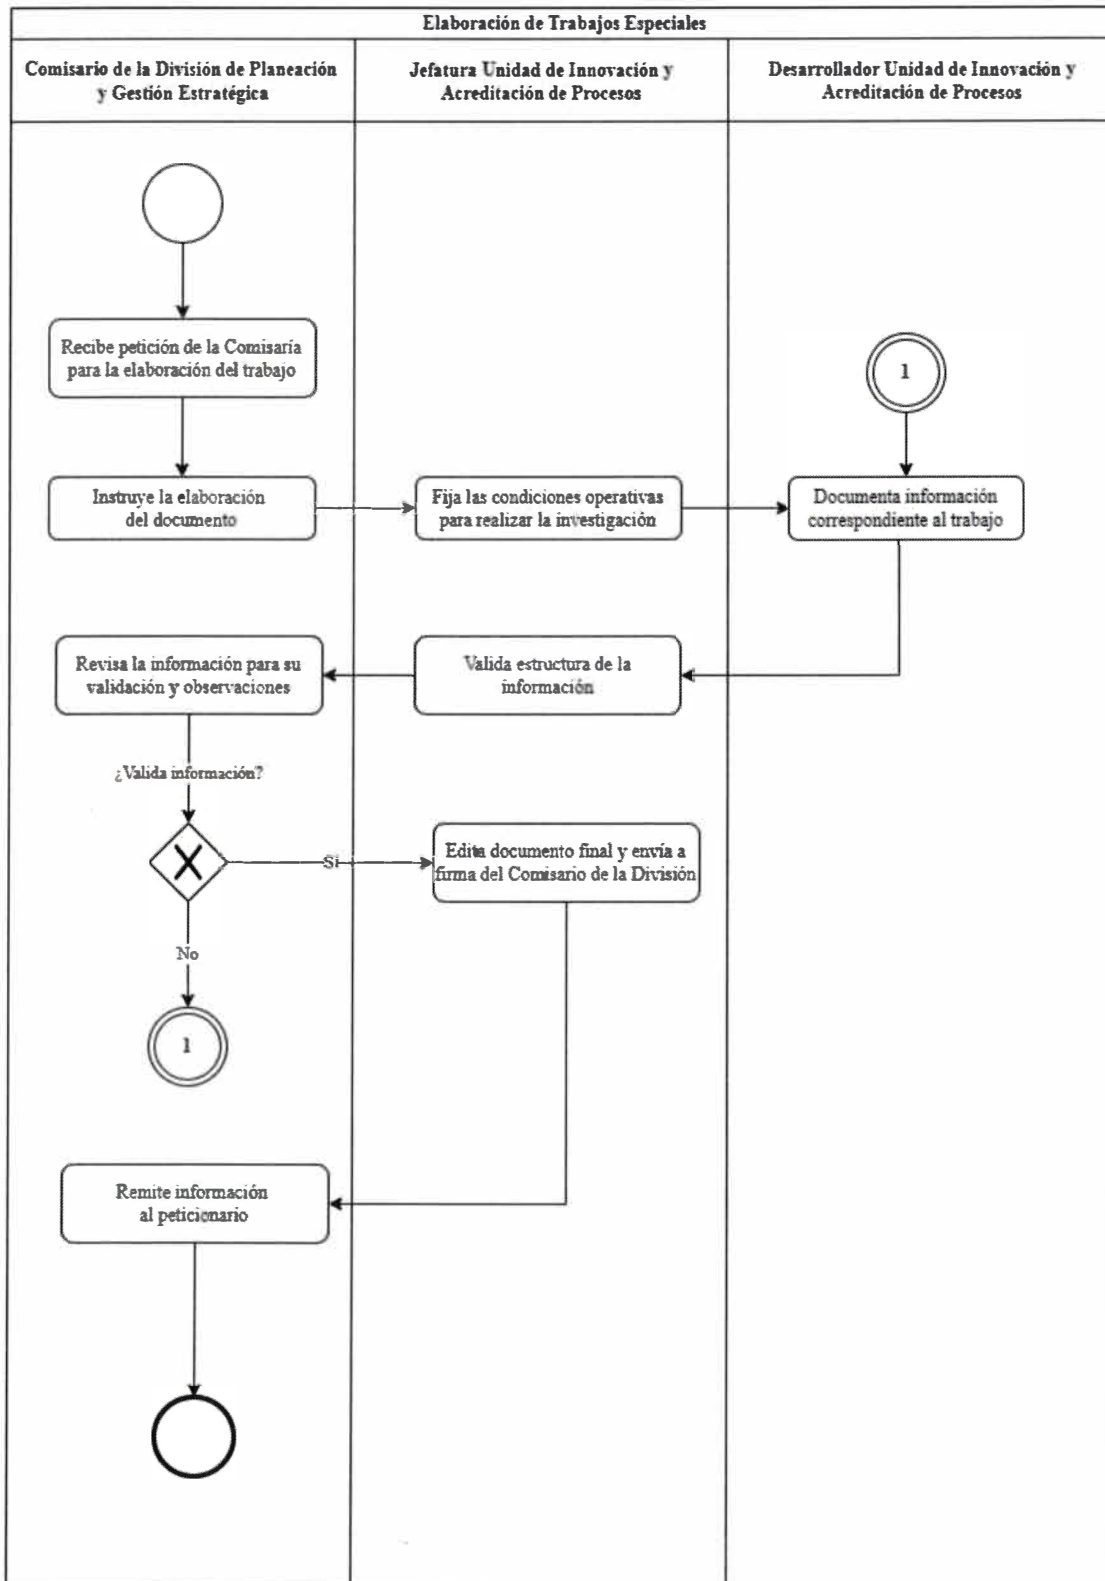 Elaboración de Trabajos Especiales
Comisario de la División de Planeación
y Gestión Estratégica
Jefatura Unidad de Innovación y
Acreditación de Procesos
Desarrollador Unidad de Innovación y
Acreditación de Procesos
Recibe petición de la Comisaría
para la elaboración del trabajo
1
Instruye la elaboración
del documento
Fija las condiciones operativas
para realizar la investigación
Documenta información
correspondiente al trabajo
Revisa la información para su
validación y observaciones
Valida estructura de la
información
¿Valida información?
Si
Edita documento final y envía a
firma del Comisario de la División
No
1
Remite información
al peticionario